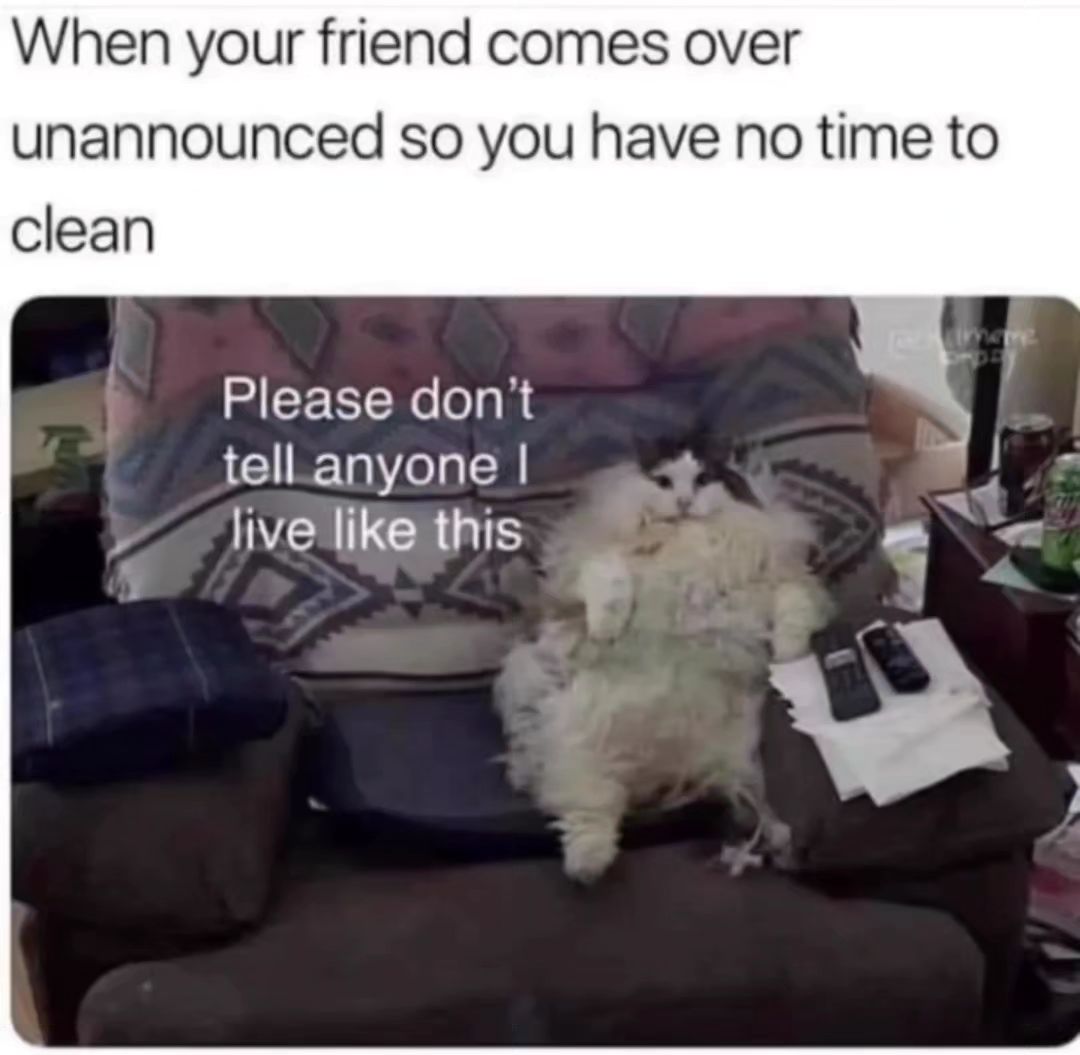 When your friend comes over
unannounced so you have no time to
clean
Please don't
tell anyone I
live like this